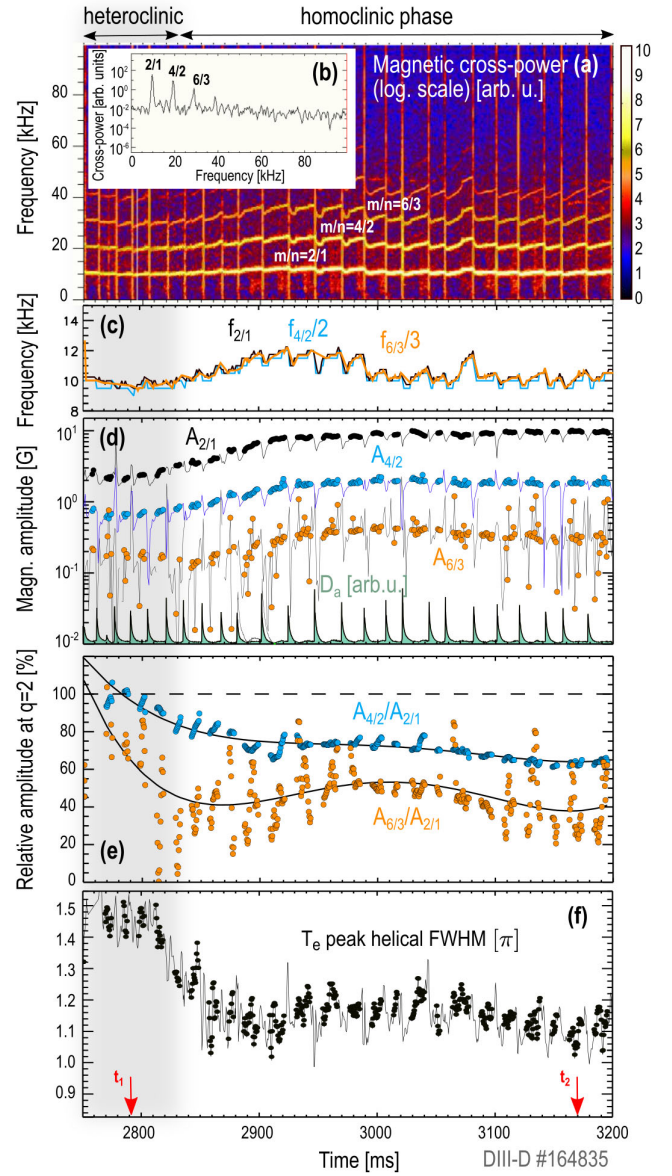 heteroclinic
homoclinic phase
Magnetic cross-power (a)
(log. scale) [arb. u.]
(b)
2/1
4/2
6/3
Cross-power [arb. units]
10^2
10^0
10^-2
10^-4
10^-6
0 20 40 60 80
Frequency [kHz]
Frequency [kHz]
80
60
40
20
0
m/n=6/3
m/n=4/2
m/n=2/1
10
9
8
7
6
5
4
3
2
1
0
(c)
f2/1
f4/2/2
f6/3/3
Frequency [kHz]
14
12
10
8
(d)
A2/1
A4/2
A6/3
Da [arb.u.]
Magn. amplitude [G]
10^1
10^0
10^-1
10^-2
Relative amplitude at q=2 [%]
100
80
60
40
20
0
A4/2/A2/1
A6/3/A2/1
(e)
(f)
Te peak helical FWHM [π]
1.5
1.4
1.3
1.2
1.1
1.0
0.9
t1
t2
2800 2900 3000 3100 3200
Time [ms]
DIII-D #164835